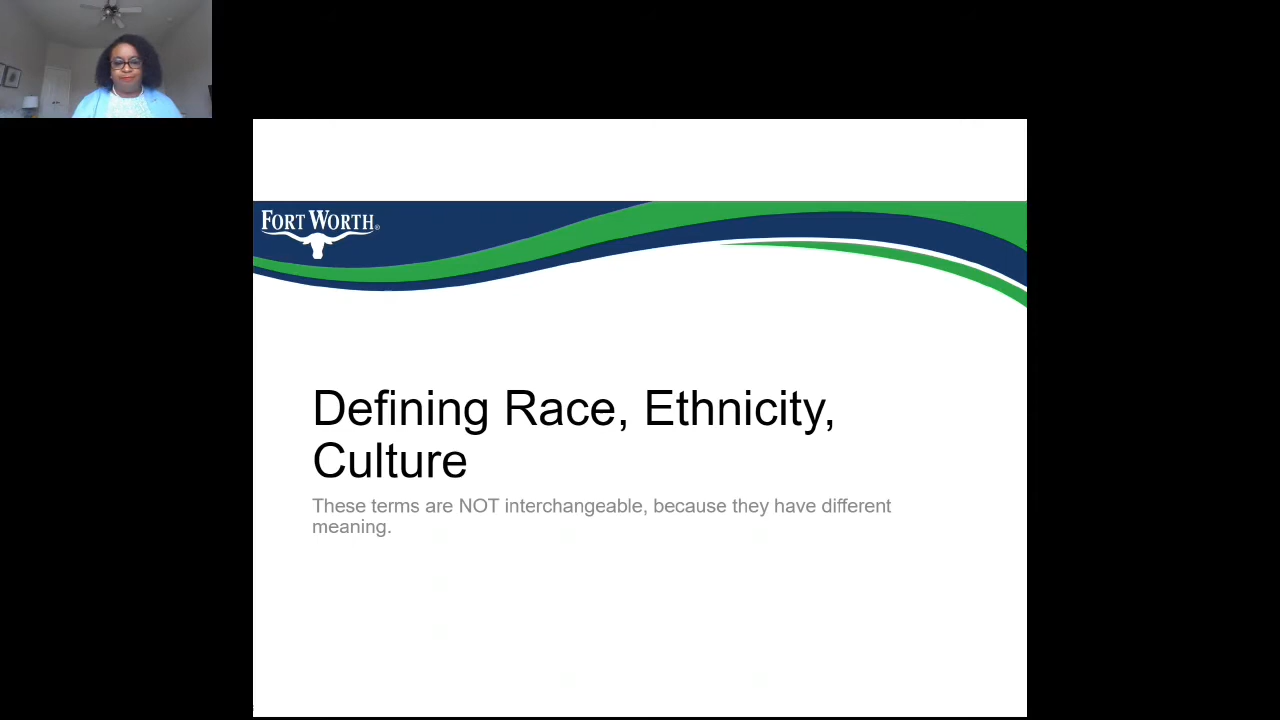 FORT WORTH®
Defining Race, Ethnicity,
Culture
These terms are NOT interchangeable, because they have different
meaning.